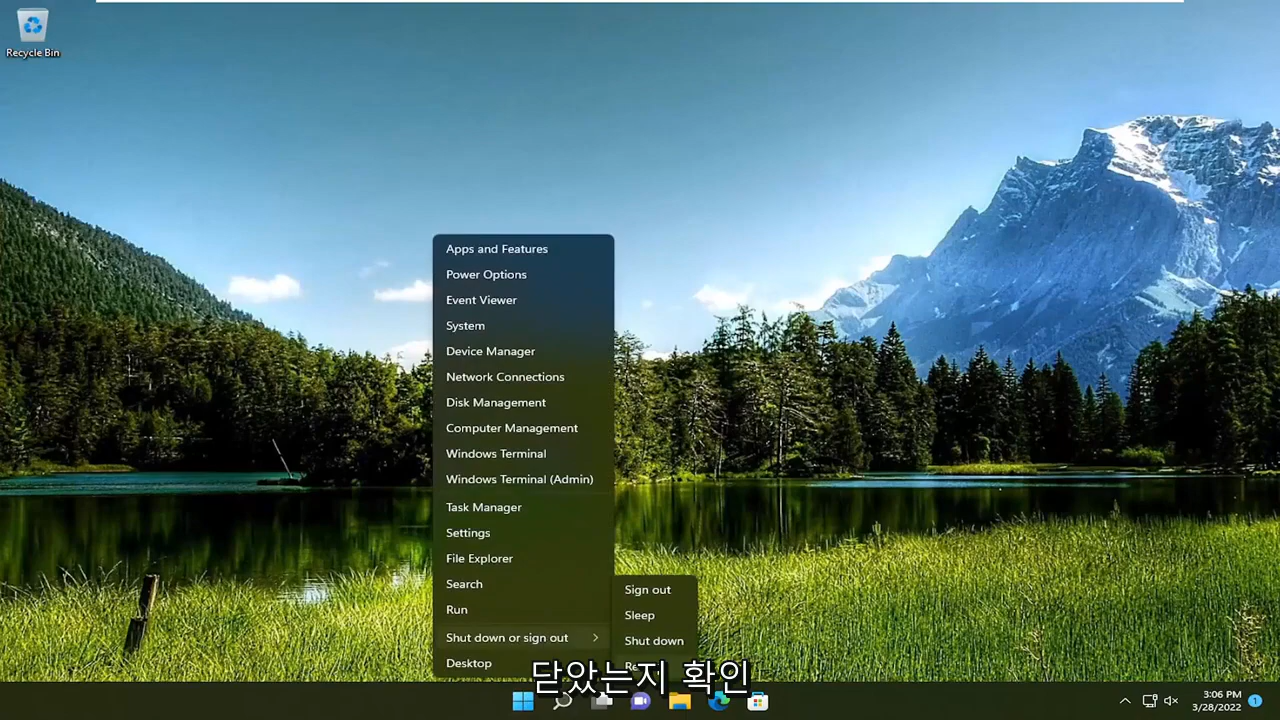 Recycle Bin
Apps and Features
Power Options
Event Viewer
System
Device Manager
Network Connections
Disk Management
Computer Management
Windows Terminal
Windows Terminal (Admin)
Task Manager
Settings
File Explorer
Search
Run
Shut down or sign out
Desktop
Sign out
Sleep
Shut down
닫았는지 확인
3:06 PM
3/28/2022
1